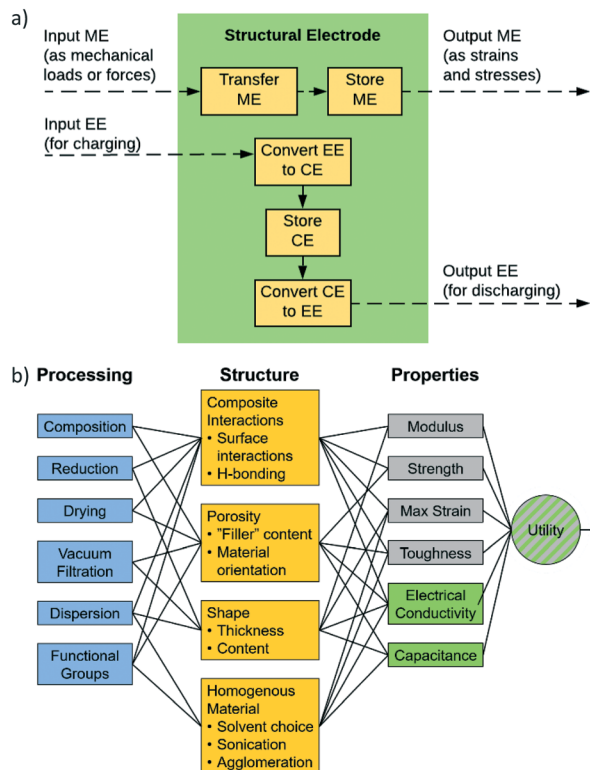 a)
Input ME
(as mechanical
loads or forces)
Structural Electrode
Output ME
(as strains
and stresses)
Transfer
ME
Store
ME
Input EE
(for charging)
Convert EE
to CE
Store
CE
Convert CE
to EE
Output EE
(for discharging)
b)
Processing
Structure
Properties
Composition
Reduction
Drying
Vacuum
Filtration
Dispersion
Functional
Groups
Composite
Interactions
• Surface
interactions
• H-bonding
Porosity
• "Filler" content
• Material
orientation
Shape
• Thickness
• Content
Homogenous
Material
• Solvent choice
• Sonication
• Agglomeration
Modulus
Strength
Max Strain
Toughness
Electrical
Conductivity
Capacitance
Utility